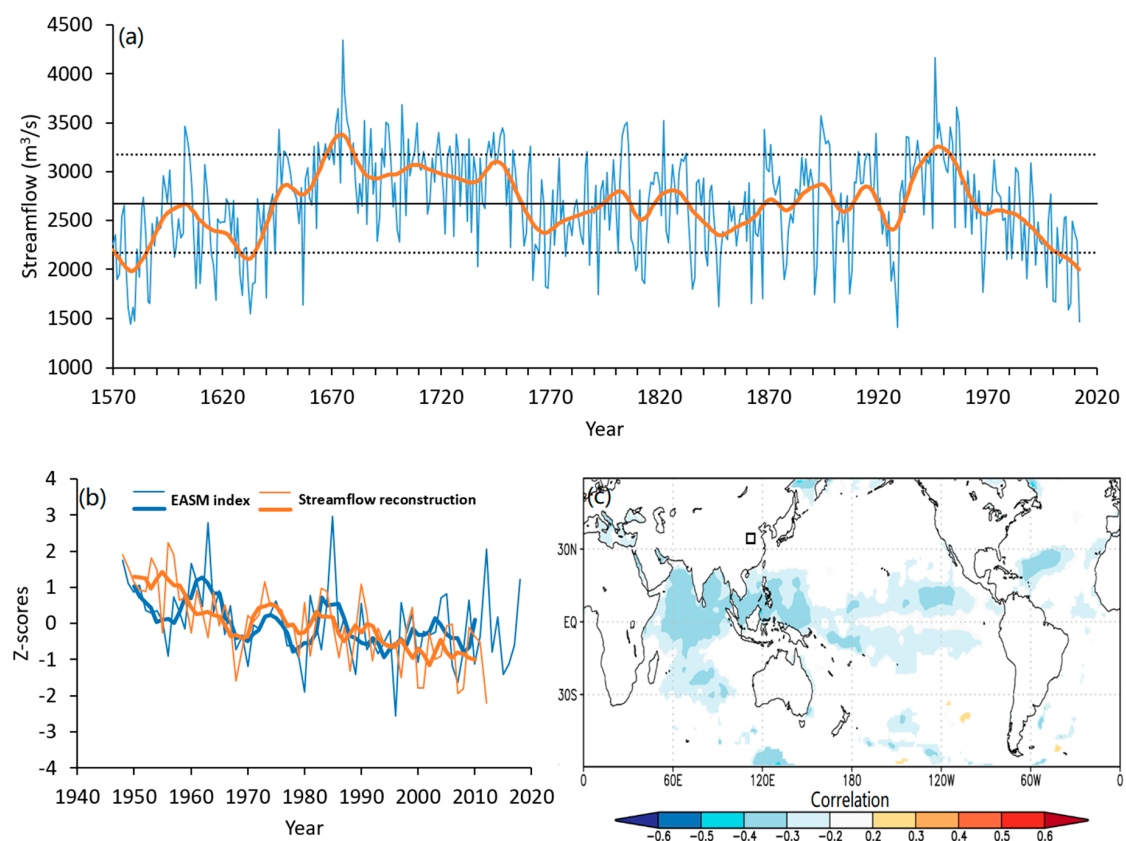 (a)
4500
4000
3500
3000
2500
2000
1500
1000
Streamflow (m³/s)
1570 1620 1670 1720 1770 1820 1870 1920 1970 2020
Year
(b)
EASM index Streamflow reconstruction
4
3
2
1
0
-1
-2
-3
-4
Z-scores
1940 1950 1960 1970 1980 1990 2000 2010 2020
Year
(c)
30N
EQ
30S
0 60E 120E 180 120W 60W 0
Correlation
-0.6 -0.5 -0.4 -0.3 -0.2 0.2 0.3 0.4 0.5 0.6